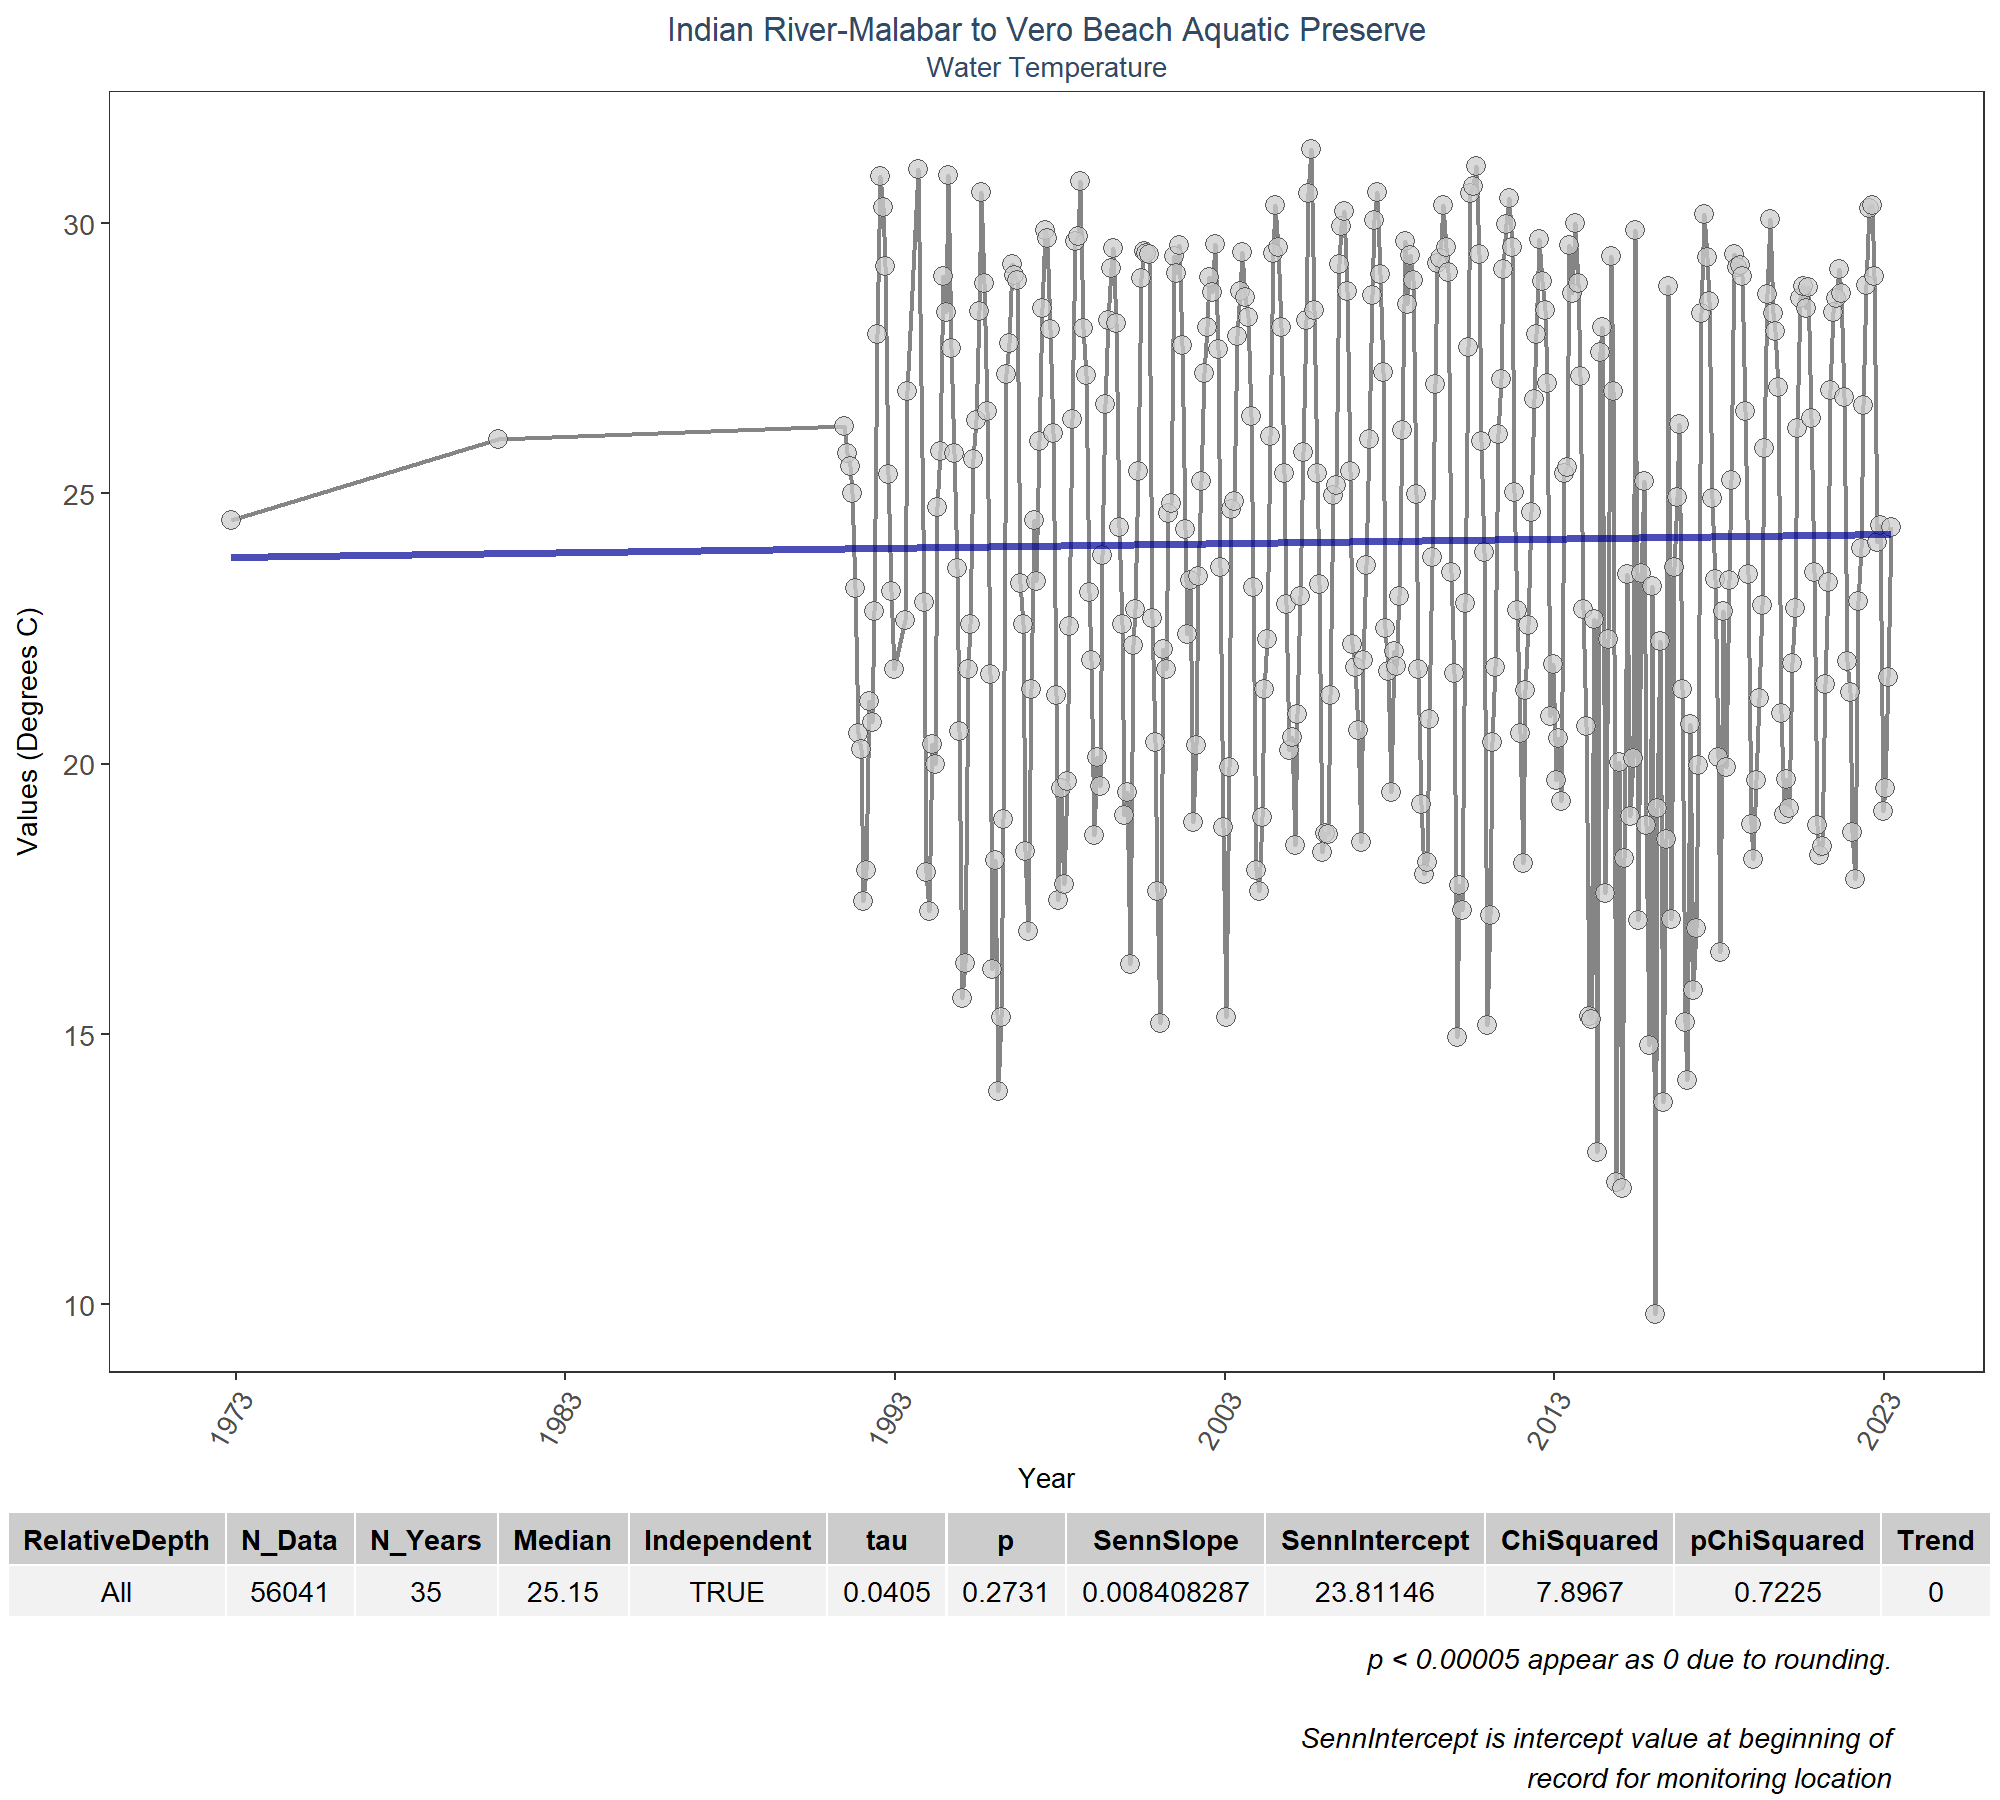 Indian River-Malabar to Vero Beach Aquatic Preserve
Water Temperature
Values (Degrees C)
30
25
20
15
10
1973
1983
1993
2003
2013
2023
Year
RelativeDepth N_Data N_Years Median Independent tau p SennSlope SennIntercept ChiSquared pChiSquared Trend
All 56041 35 25.15 TRUE 0.0405 0.2731 0.008408287 23.81146 7.8967 0.7225 0
p < 0.00005 appear as 0 due to rounding.
SennIntercept is intercept value at beginning of
record for monitoring location